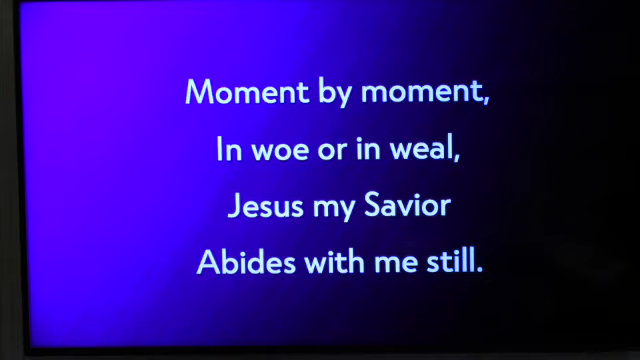 Moment by moment,
In woe or in weal,
Jesus my Savior
Abides with me still.